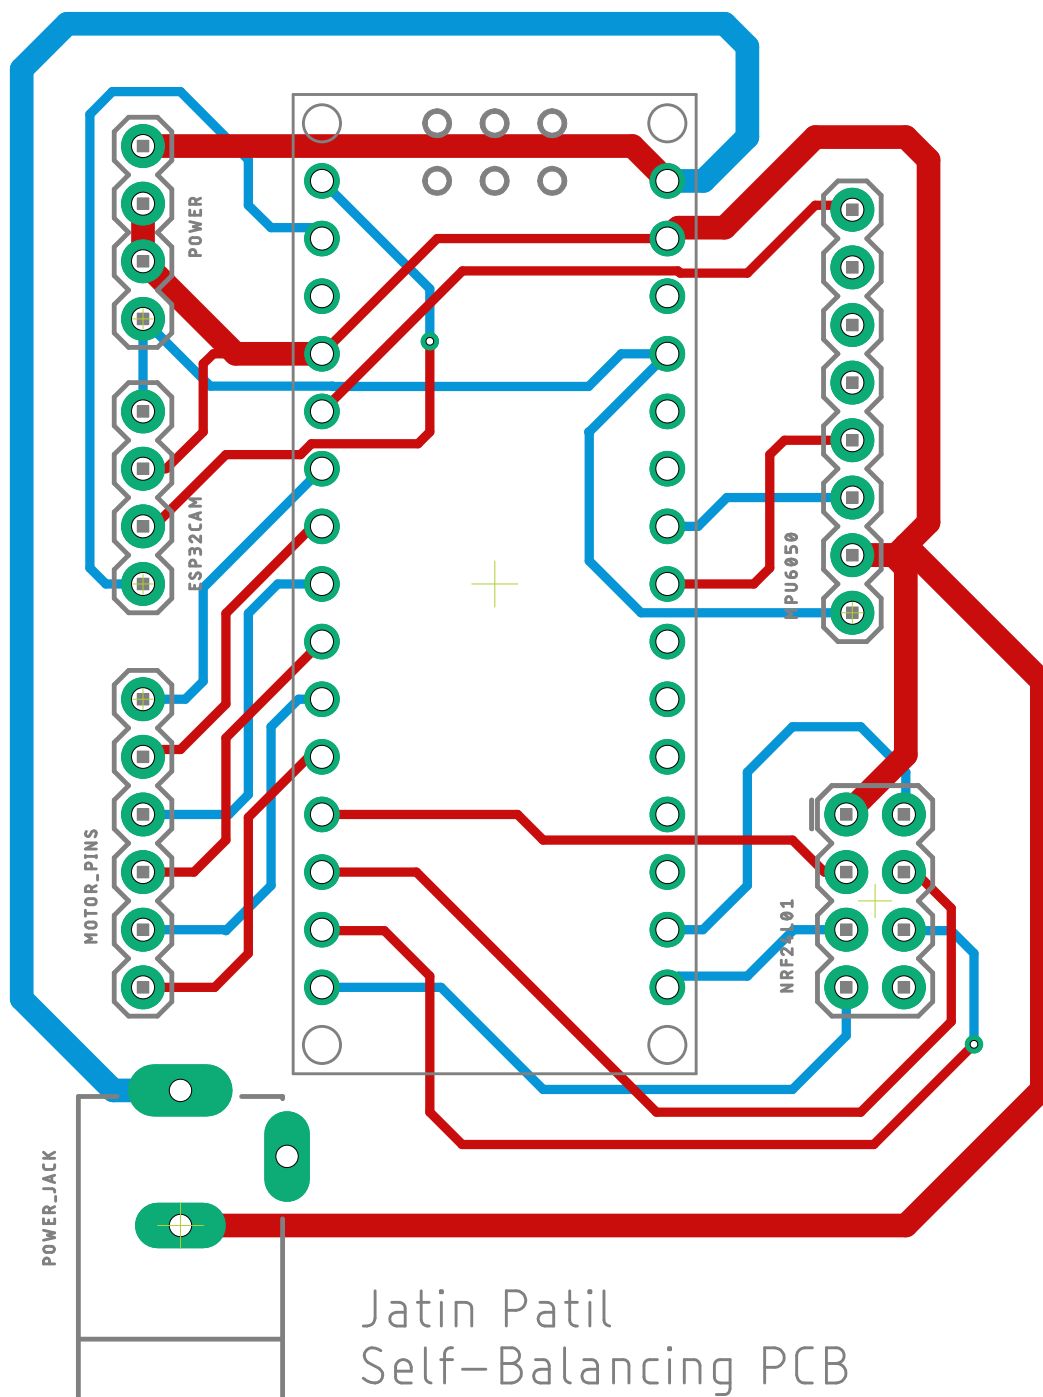 POWER
ESP32CAM
MPU6050
MOTOR_PINS
NRF24L01
POWER_JACK
Jatin Patil
Self-Balancing PCB